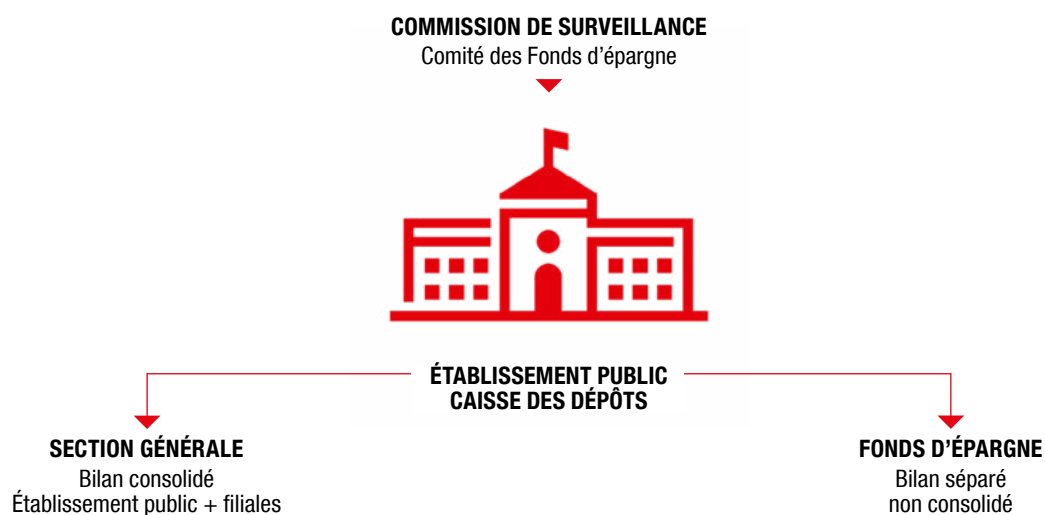 COMMISSION DE SURVEILLANCE
Comité des Fonds d'épargne
ÉTABLISSEMENT PUBLIC
CAISSE DES DÉPÔTS
SECTION GÉNÉRALE
Bilan consolidé
Établissement public + filiales
FONDS D'ÉPARGNE
Bilan séparé
non consolidé